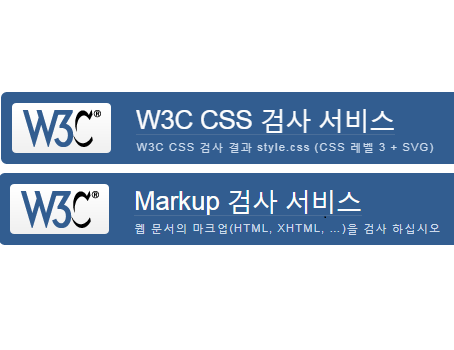 W3C®
W3C CSS 검사 서비스
W3C CSS 검사 결과 style.css (CSS 레벨 3 + SVG)
W3C®
Markup 검사 서비스
웹 문서의 마크업(HTML, XHTML, …)을 검사 하십시오